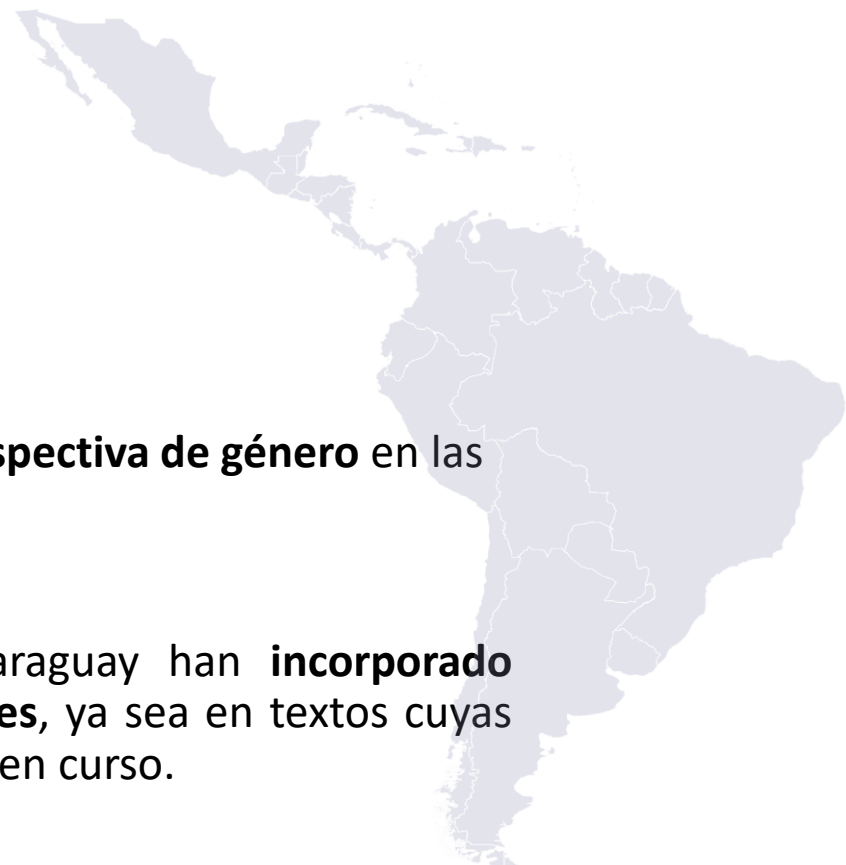 spectiva de género en las
araguay han incorporado
es, ya sea en textos cuyas
en curso.